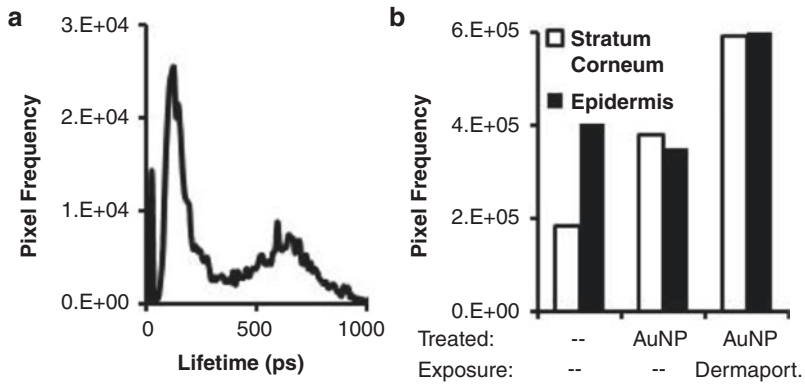 a
3.E+04
2.E+04
1.E+04
0.E+00
Pixel Frequency
0
500
1000
Lifetime (ps)
b
6.E+05
4.E+05
2.E+05
0.E+00
Pixel Frequency
Stratum
Corneum
Epidermis
Treated: -- AuNP AuNP
Exposure: -- -- Dermaport.